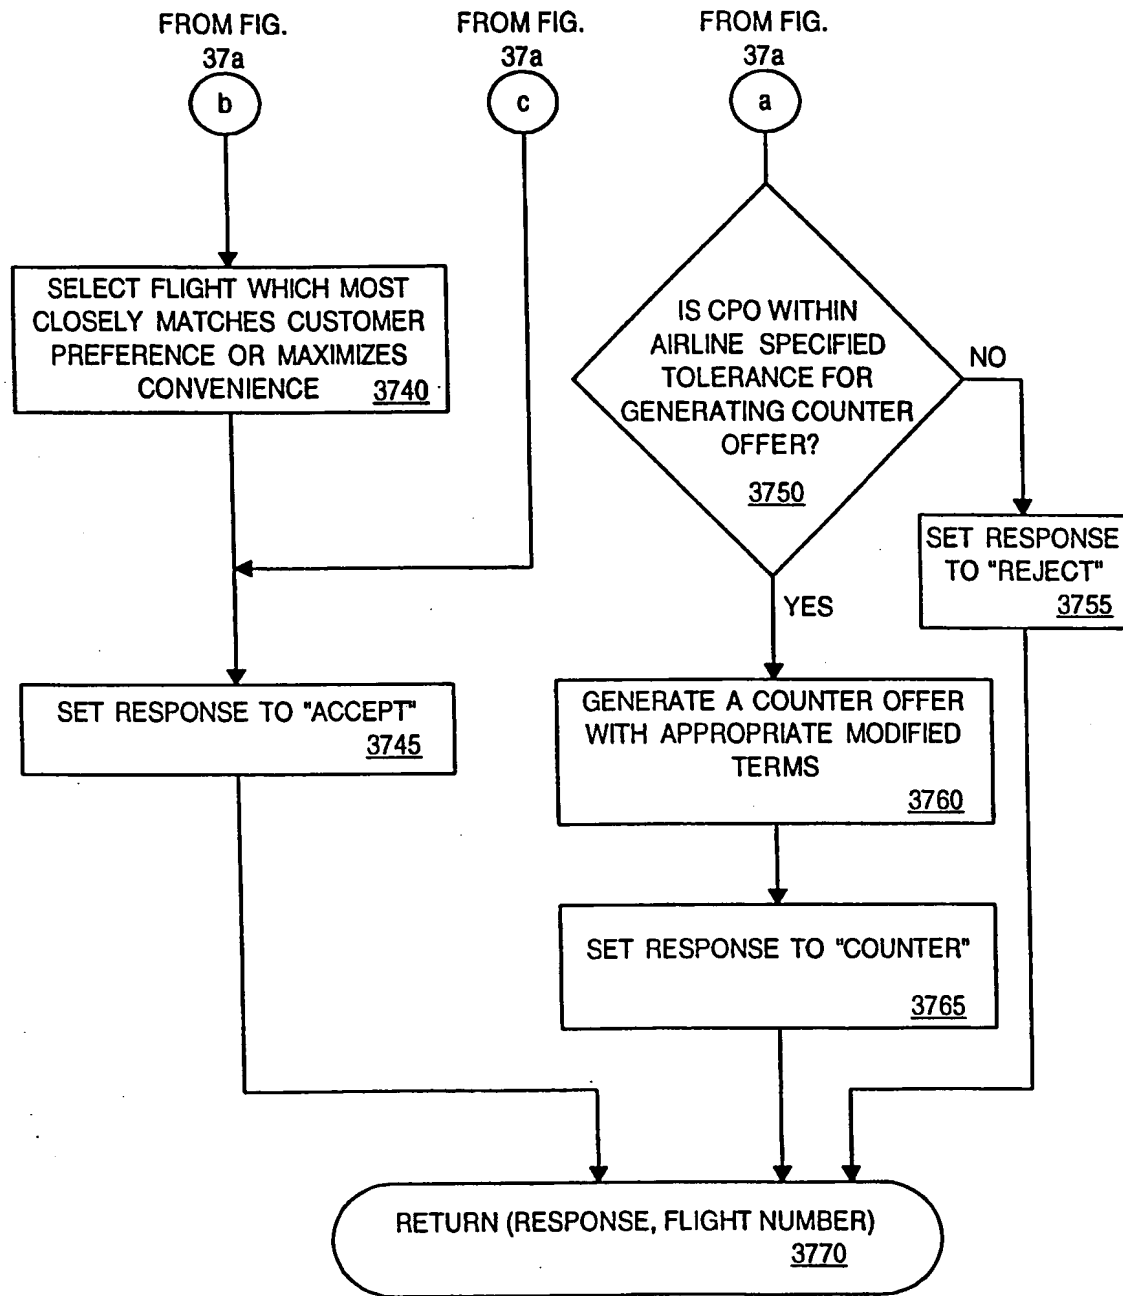 FROM FIG.
37a
b
FROM FIG.
37a
c
FROM FIG.
37a
a
SELECT FLIGHT WHICH MOST
CLOSELY MATCHES CUSTOMER
PREFERENCE OR MAXIMIZES
CONVENIENCE 3740
IS CPO WITHIN
AIRLINE SPECIFIED
TOLERANCE FOR
GENERATING COUNTER
OFFER?
3750
NO
YES
SET RESPONSE
TO "REJECT"
3755
SET RESPONSE TO "ACCEPT"
3745
GENERATE A COUNTER OFFER
WITH APPROPRIATE MODIFIED
TERMS
3760
SET RESPONSE TO "COUNTER"
3765
RETURN (RESPONSE, FLIGHT NUMBER)
3770